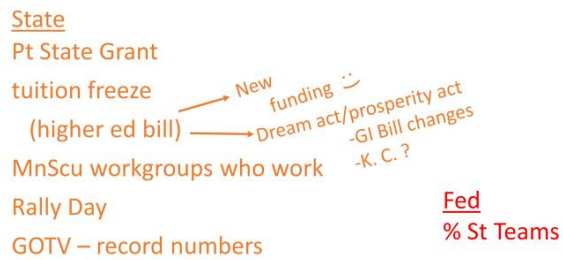 State
Pt State Grant
tuition freeze
(higher ed bill)
New
funding :)
Dream act/prosperity act
-GI Bill changes
-K. C. ?
MnScu workgroups who work
Rally Day
GOTV – record numbers
Fed
% St Teams